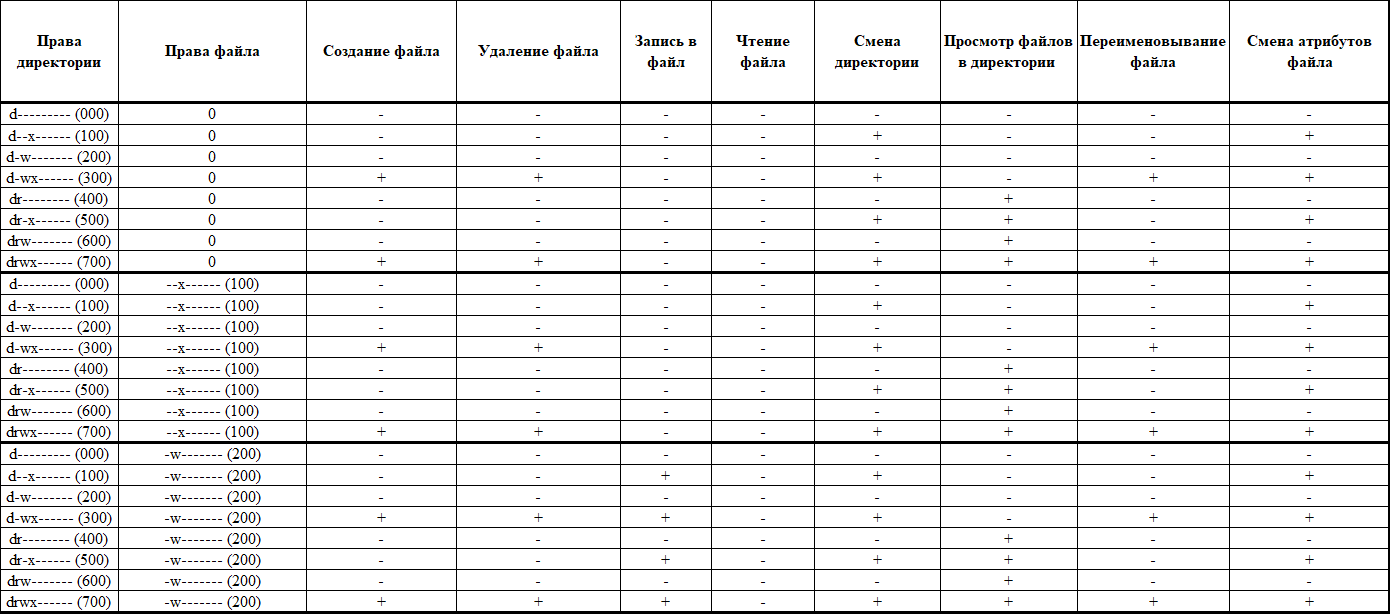 Права директории | Права файла | Создание файла | Удаление файла | Запись в файл | Чтение файла | Смена директории | Просмотр файлов в директории | Переименовывание файла | Смена атрибутов файла
d--------- (000) | 0 | - | - | - | - | - | - | - | -
d--x------ (100) | 0 | - | - | - | - | + | - | - | +
d-w------- (200) | 0 | - | - | - | - | - | - | - | -
d-wx------ (300) | 0 | + | + | - | - | + | - | + | +
dr-------- (400) | 0 | - | - | - | - | - | + | - | -
dr-x------ (500) | 0 | - | - | - | - | + | + | - | +
drw------- (600) | 0 | - | - | - | - | - | + | - | -
drwx------ (700) | 0 | + | + | - | - | + | + | + | +
d--------- (000) | --x------ (100) | - | - | - | - | - | - | - | -
d--x------ (100) | --x------ (100) | - | - | - | - | + | - | - | +
d-w------- (200) | --x------ (100) | - | - | - | - | - | - | - | -
d-wx------ (300) | --x------ (100) | + | + | - | - | + | - | + | +
dr-------- (400) | --x------ (100) | - | - | - | - | - | + | - | -
dr-x------ (500) | --x------ (100) | - | - | - | - | + | + | - | +
drw------- (600) | --x------ (100) | - | - | - | - | - | + | - | -
drwx------ (700) | --x------ (100) | + | + | - | - | + | + | + | +
d--------- (000) | -w------- (200) | - | - | - | - | - | - | - | -
d--x------ (100) | -w------- (200) | - | - | + | - | + | - | - | +
d-w------- (200) | -w------- (200) | - | - | - | - | - | - | - | -
d-wx------ (300) | -w------- (200) | + | + | + | - | + | - | + | +
dr-------- (400) | -w------- (200) | - | - | - | - | - | + | - | -
dr-x------ (500) | -w------- (200) | - | - | + | - | + | + | - | +
drw------- (600) | -w------- (200) | - | - | - | - | - | + | - | -
drwx------ (700) | -w------- (200) | + | + | + | - | + | + | + | +